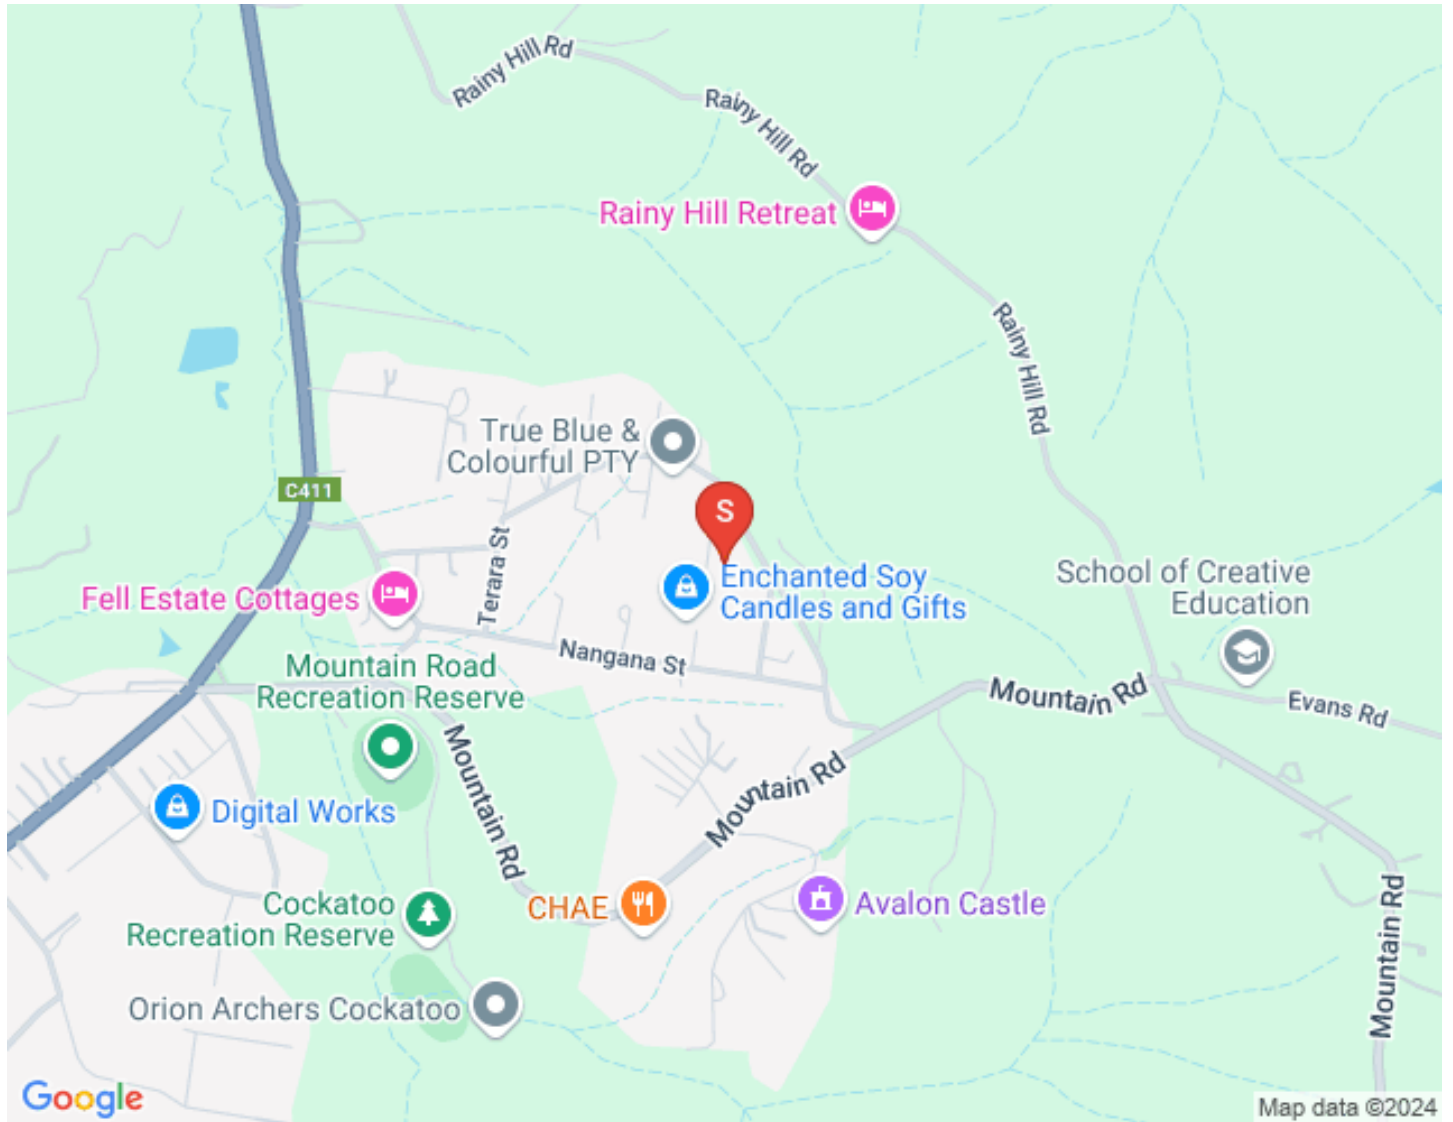 Rainy Hill Rd
Rainy Hill Rd
Rainy Hill Retreat
Rainy Hill Rd
True Blue &
Colourful PTY
C411
S
Terara St
Enchanted Soy
Candles and Gifts
School of Creative
Education
Fell Estate Cottages
Nangana St
Mountain Road
Recreation Reserve
Mountain Rd
Evans Rd
Mountain Rd
Mountain Rd
Digital Works
Cockatoo
Recreation Reserve
CHAE
Avalon Castle
Mountain Rd
Orion Archers Cockatoo
Google
Map data ©2024